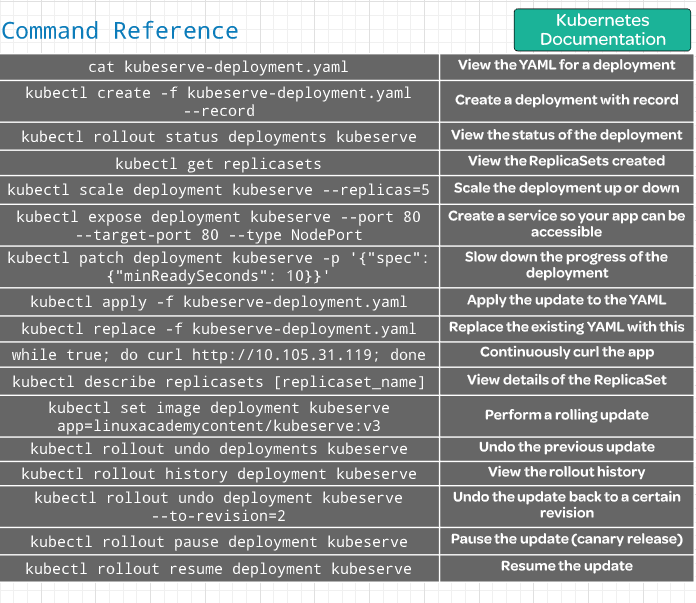 Command Reference
Kubernetes
Documentation
cat kubeserve-deployment.yaml
View the YAML for a deployment
kubectl create -f kubeserve-deployment.yaml
--record
Create a deployment with record
kubectl rollout status deployments kubeserve
View the status of the deployment
kubectl get replicasets
View the ReplicaSets created
kubectl scale deployment kubeserve --replicas=5
Scale the deployment up or down
kubectl expose deployment kubeserve --port 80
--target-port 80 --type NodePort
Create a service so your app can be
accessible
kubectl patch deployment kubeserve -p '{"spec":
{"minReadySeconds": 10}}'
Slow down the progress of the
deployment
kubectl apply -f kubeserve-deployment.yaml
Apply the update to the YAML
kubectl replace -f kubeserve-deployment.yaml
Replace the existing YAML with this
while true; do curl http://10.105.31.119; done
Continuously curl the app
kubectl describe replicasets [replicaset_name]
View details of the ReplicaSet
kubectl set image deployment kubeserve
app=linuxacademycontent/kubeserve:v3
Perform a rolling update
kubectl rollout undo deployments kubeserve
Undo the previous update
kubectl rollout history deployment kubeserve
View the rollout history
kubectl rollout undo deployment kubeserve
--to-revision=2
Undo the update back to a certain
revision
kubectl rollout pause deployment kubeserve
Pause the update (canary release)
kubectl rollout resume deployment kubeserve
Resume the update